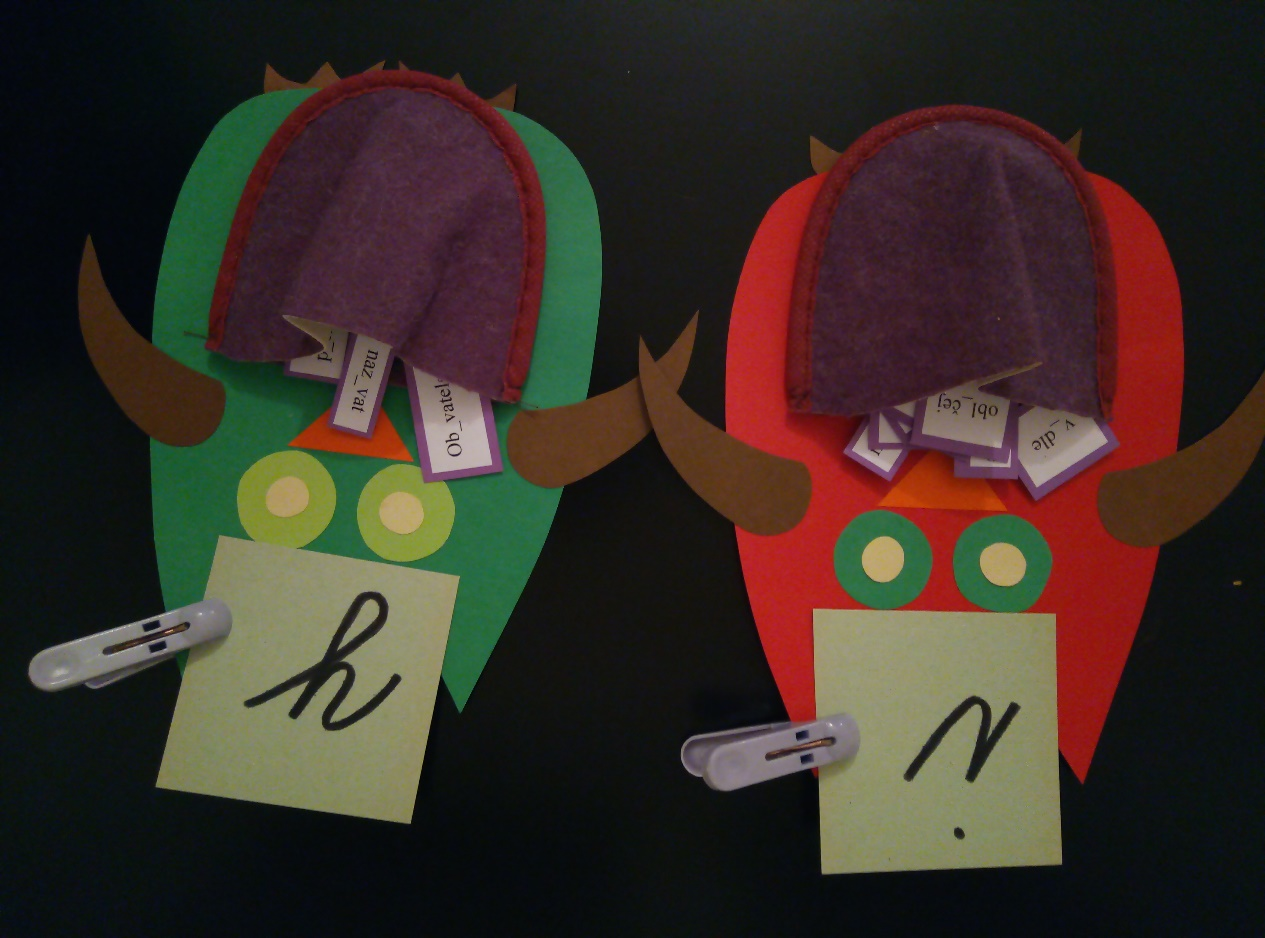 naz_vat
Ob_vatel
obl_čej
v_dle
y
i